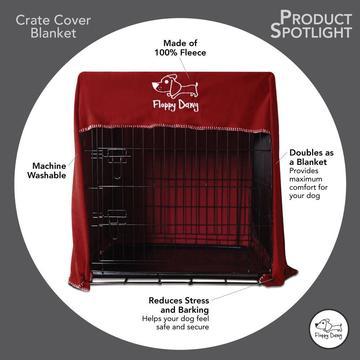 Crate Cover
Blanket
PRODUCT
SPOTLIGHT
Made of
100% Fleece
Floppy Dawg
Machine
Washable
Doubles as
a Blanket
Provides
maximum
comfort for
your dog
Reduces Stress
and Barking
Helps your dog feel
safe and secure
Floppy Dawg